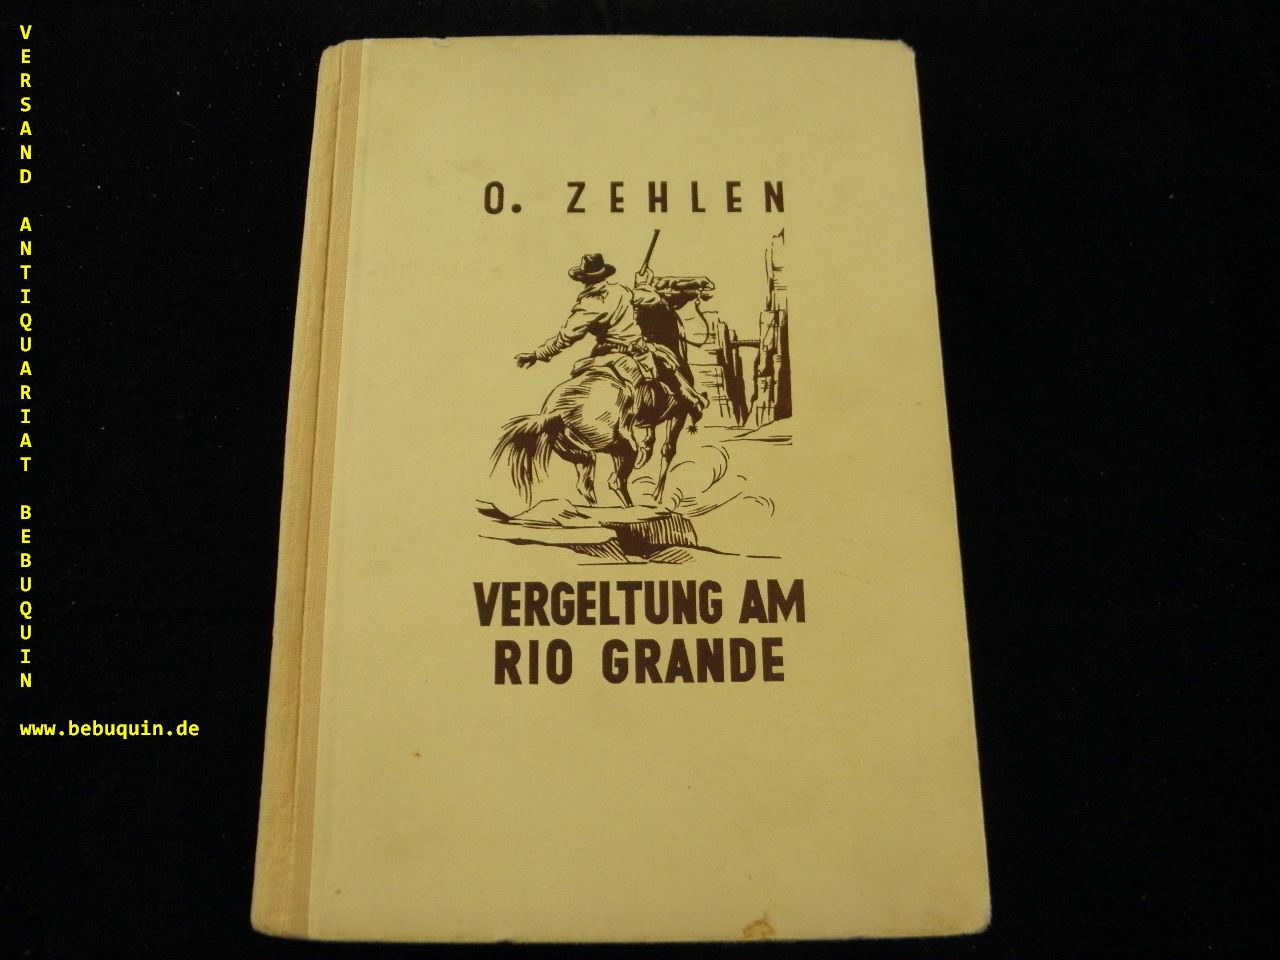 VERSAND ANTIQUARIAT BEBUQUIN
www.bebuquin.de
O. ZEHLEN
VERGELTUNG AM
RIO GRANDE